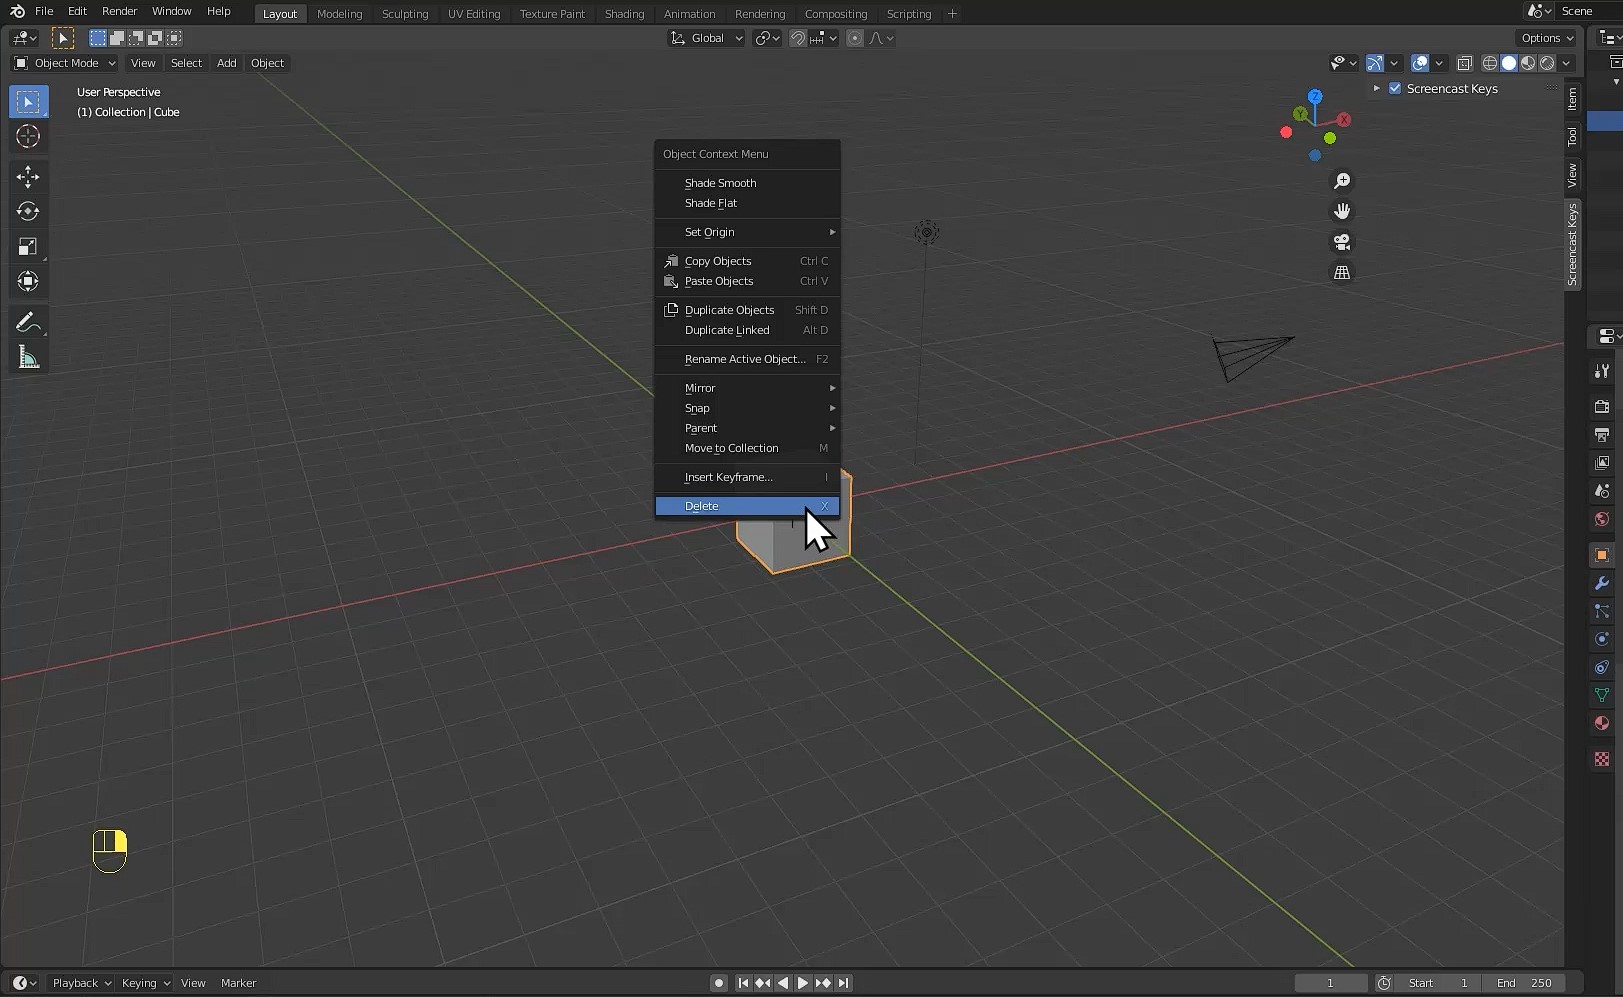 File Edit Render Window Help Layout Modeling Sculpting UV Editing Texture Paint Shading Animation Rendering Compositing Scripting + Scene
Global Options
Object Mode View Select Add Object
User Perspective
(1) Collection | Cube
Z
Y
X
Screencast Keys
Item
Tool
View
Screencast Keys
Object Context Menu
Shade Smooth
Shade Flat
Set Origin
Copy Objects Ctrl C
Paste Objects Ctrl V
Duplicate Objects Shift D
Duplicate Linked Alt D
Rename Active Object... F2
Mirror
Snap
Parent
Move to Collection M
Insert Keyframe... I
Delete X
Playback Keying View Marker 1 Start 1 End 250